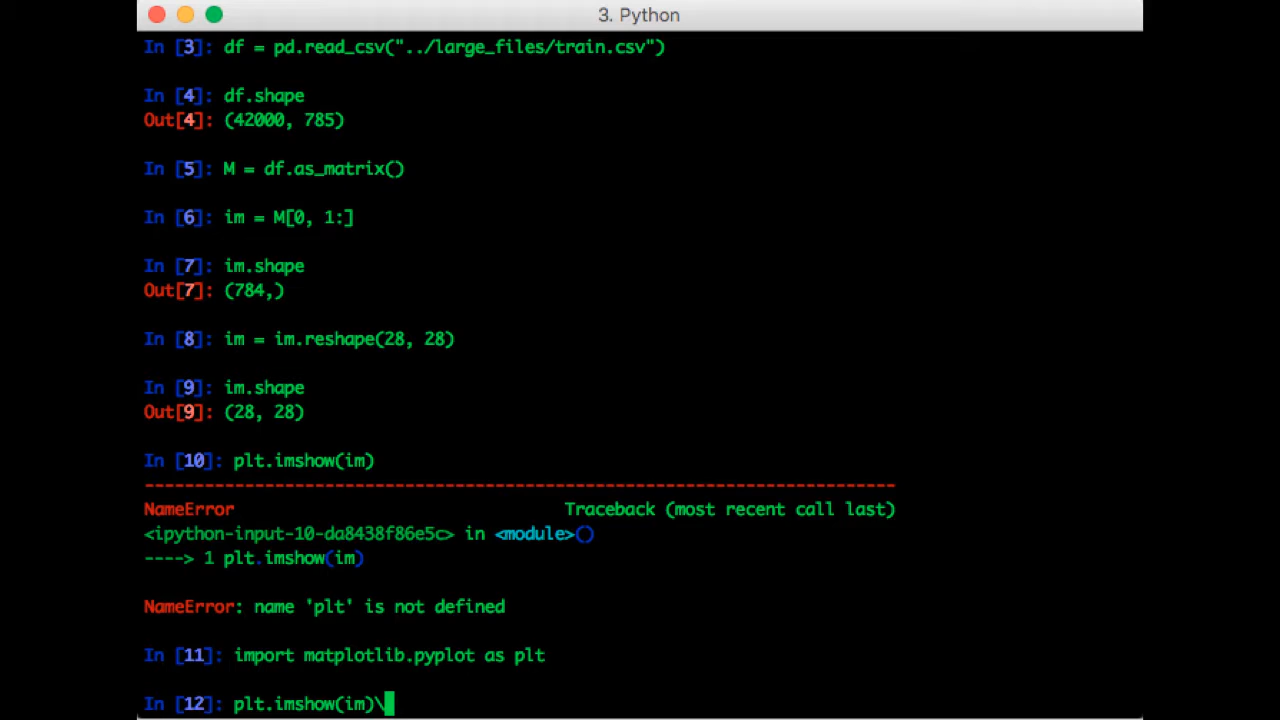 3. Python
In [3]: df = pd.read_csv("../large_files/train.csv")
In [4]: df.shape
Out[4]: (42000, 785)
In [5]: M = df.as_matrix()
In [6]: im = M[0, 1:]
In [7]: im.shape
Out[7]: (784,)
In [8]: im = im.reshape(28, 28)
In [9]: im.shape
Out[9]: (28, 28)
In [10]: plt.imshow(im)
---------------------------------------------------------------------------
NameError                                 Traceback (most recent call last)
<ipython-input-10-da8438f86e5c> in <module>()
----> 1 plt.imshow(im)
NameError: name 'plt' is not defined
In [11]: import matplotlib.pyplot as plt
In [12]: plt.imshow(im)\